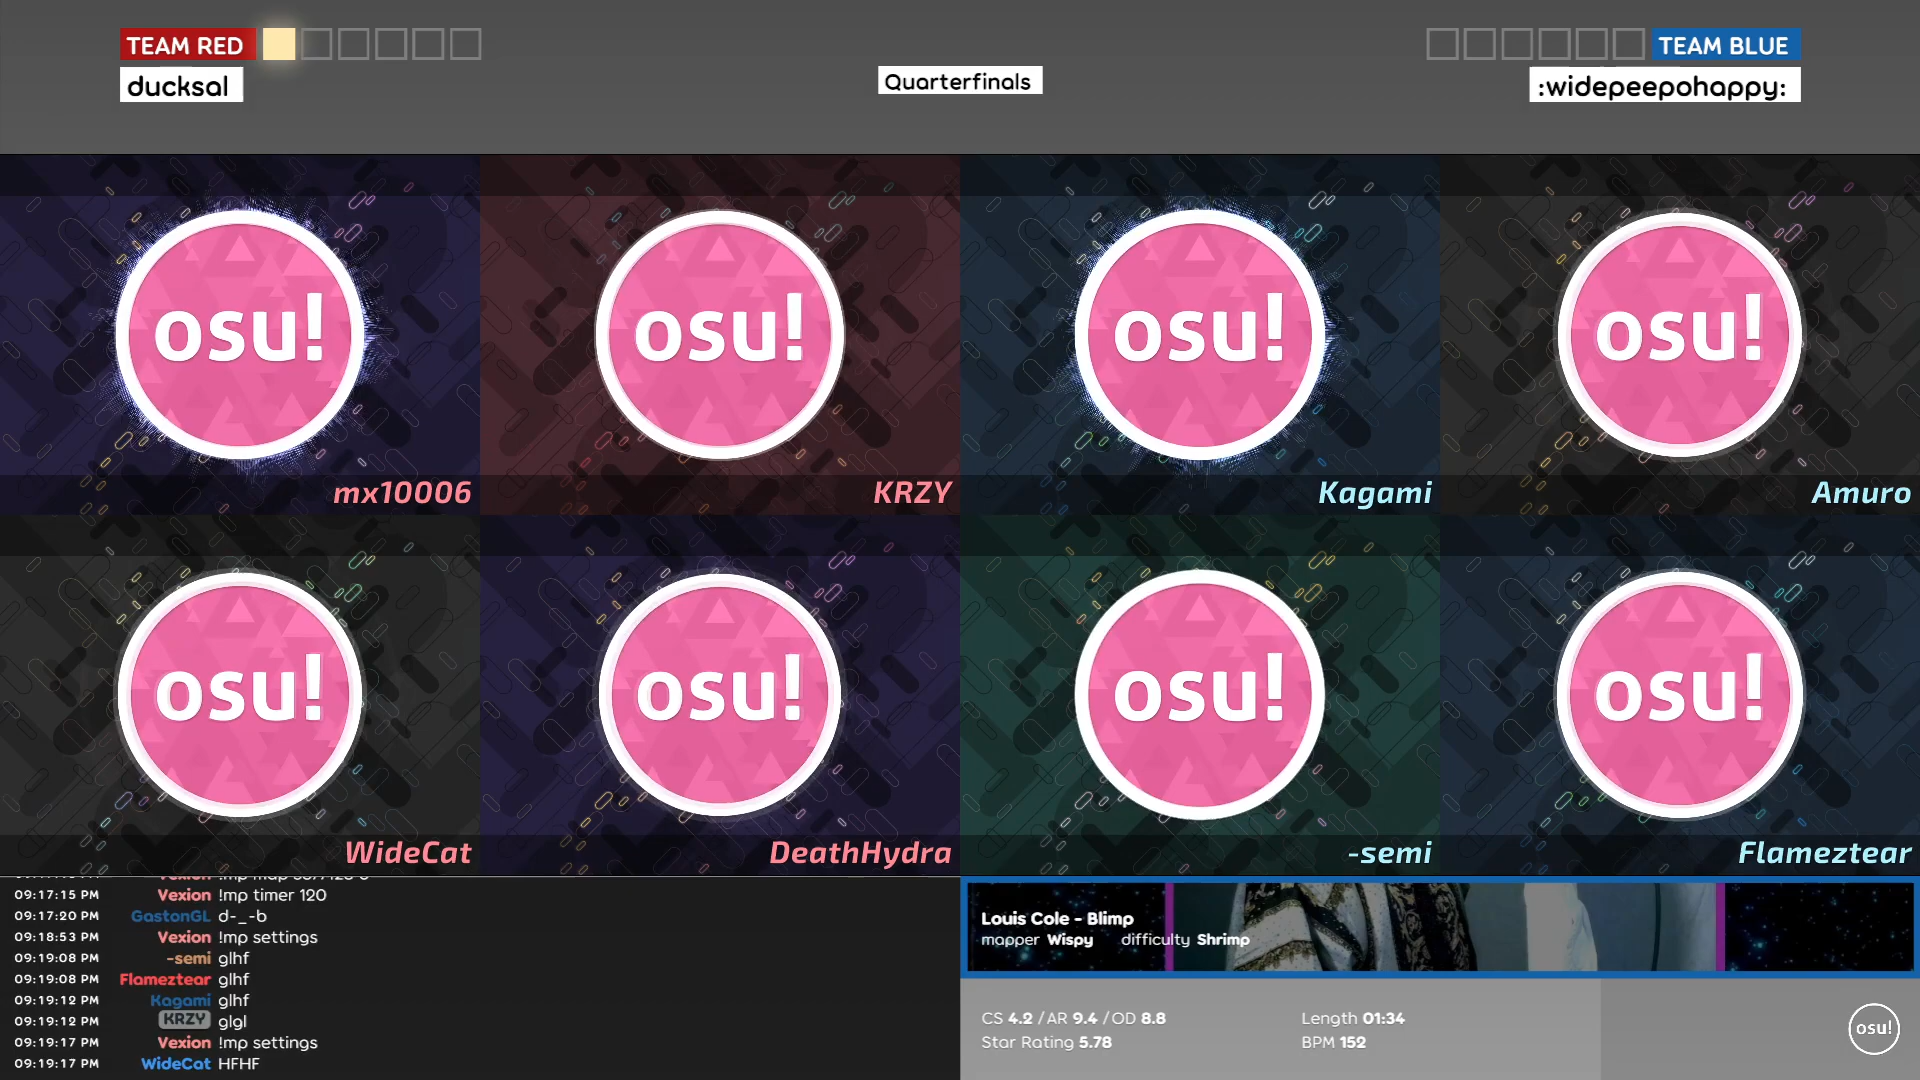 TEAM RED
ducksal
Quarterfinals
TEAM BLUE
:widepeepohappy:
osu!
mx10006
osu!
KRZY
osu!
Kagami
osu!
Amuro
osu!
WideCat
osu!
DeathHydra
osu!
-semi
osu!
Flameztear
09:17:15 PM Vexion !mp timer 120
09:17:20 PM GastonGL d-_-b
09:18:53 PM Vexion !mp settings
09:19:08 PM -semi glhf
09:19:08 PM Flameztear glhf
09:19:12 PM Kagami glhf
09:19:12 PM KRZY glgl
09:19:17 PM Vexion !mp settings
09:19:17 PM WideCat HFHF
Louis Cole - Blimp
mapper Wispy difficulty Shrimp
CS 4.2 / AR 9.4 / OD 8.8
Star Rating 5.78
Length 01:34
BPM 152
osu!